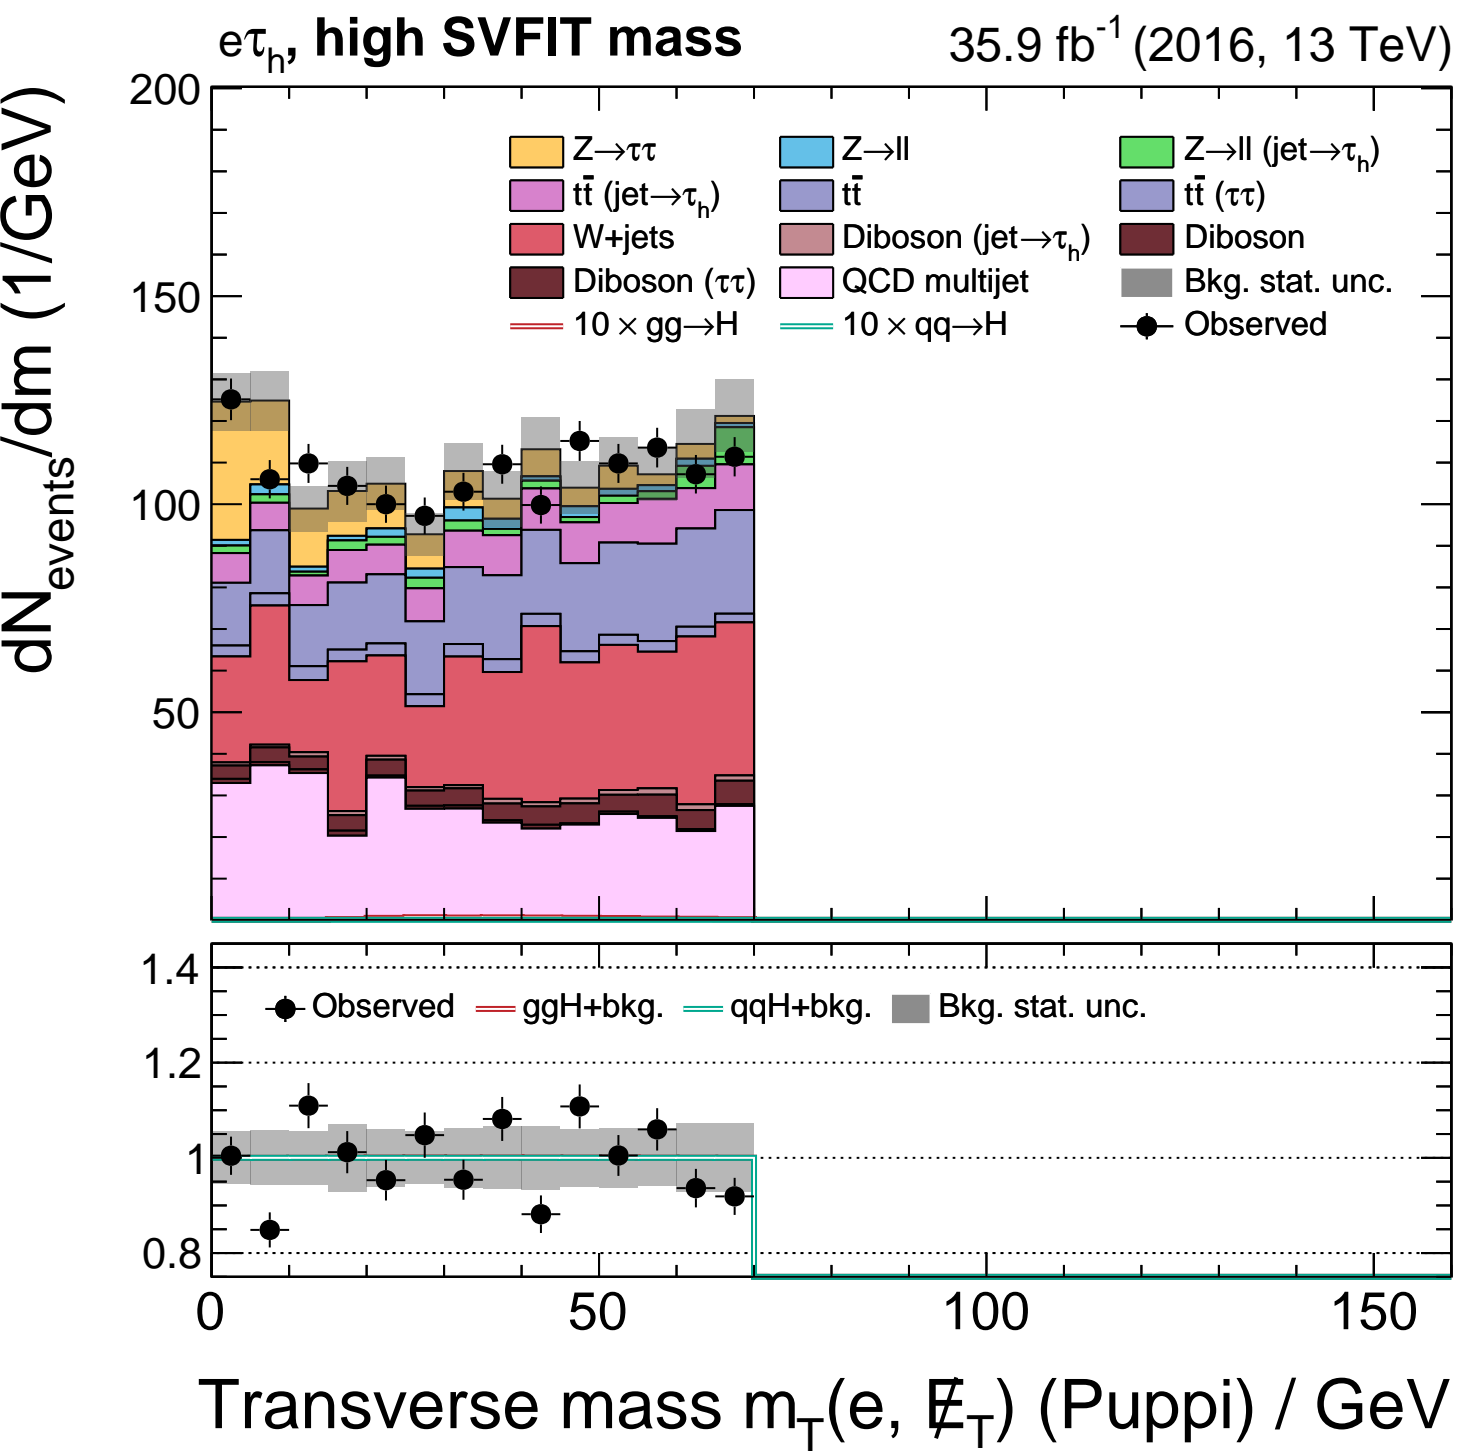 eτh, high SVFIT mass 35.9 fb-1 (2016, 13 TeV)
dNevents/dm (1/GeV)
200
150
100
50
Z→ττ Z→ll Z→ll (jet→τh)
tt̄ (jet→τh) tt̄ tt̄ (ττ)
W+jets Diboson (jet→τh) Diboson
Diboson (ττ) QCD multijet Bkg. stat. unc.
10 × gg→H 10 × qq→H Observed
1.4
1.2
1
0.8
Observed ggH+bkg. qqH+bkg. Bkg. stat. unc.
0 50 100 150
Transverse mass mT(e, E̸T) (Puppi) / GeV